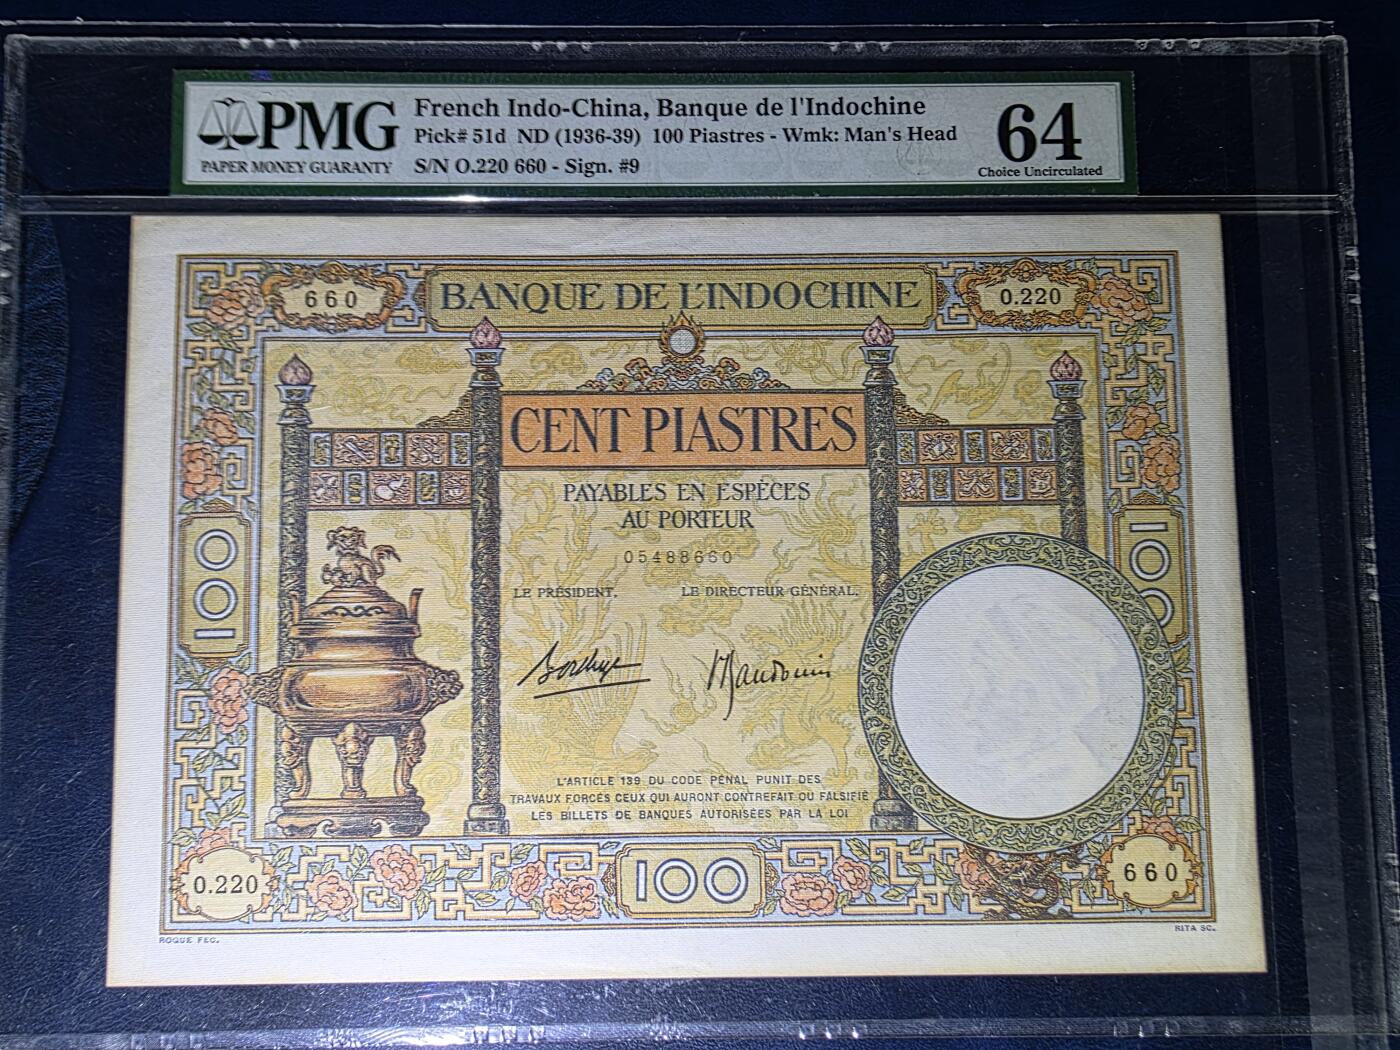 PMG
PAPER MONEY GUARANTY
French Indo-China, Banque de l'Indochine
Pick# 51d ND (1936-39) 100 Piastres - Wmk: Man's Head
S/N O.220 660 - Sign. #9
64
Choice Uncirculated
660
BANQUE DE L'INDOCHINE
O.220
CENT PIASTRES
PAYABLES EN ESPÈCES
AU PORTEUR
05488660
LE PRÉSIDENT.
LE DIRECTEUR GÉNÉRAL.
100
100
L'ARTICLE 139 DU CODE PÉNAL PUNIT DES
TRAVAUX FORCÉS CEUX QUI AURONT CONTREFAIT OU FALSIFIÉ
LES BILLETS DE BANQUES AUTORISÉES PAR LA LOI
O.220
100
660
ROQUE FEC.
RITA SC.